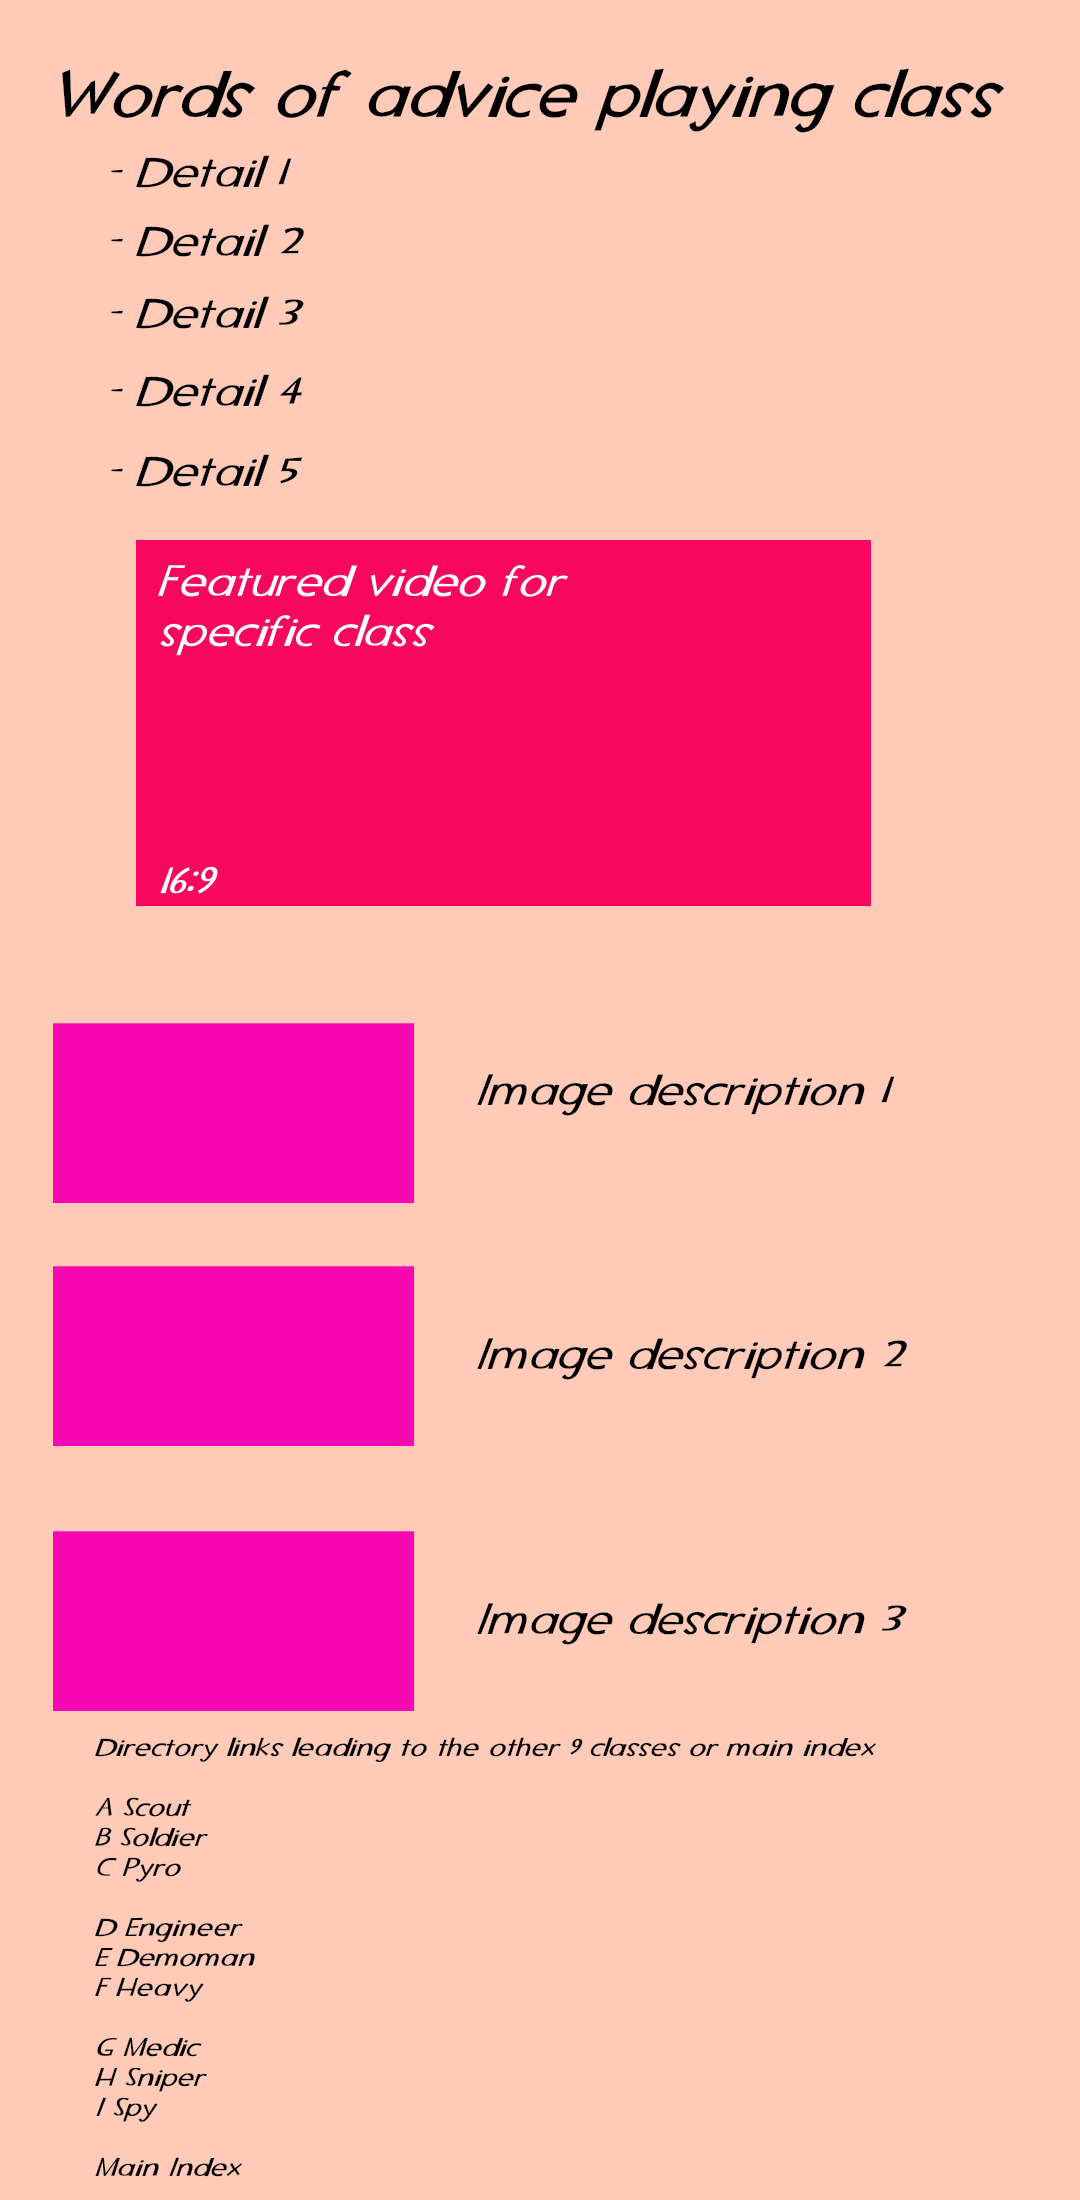 Words of advice playing class
- Detail 1
- Detail 2
- Detail 3
- Detail 4
- Detail 5
Featured video for
specific class
16:9
Image description 1
Image description 2
Image description 3
Directory links leading to the other 9 classes or main index
A Scout
B Soldier
C Pyro
D Engineer
E Demoman
F Heavy
G Medic
H Sniper
I Spy
Main Index